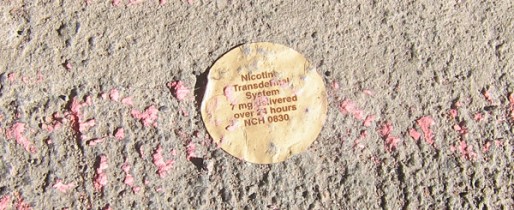 Nicotine
Transdermal
System
7 mg delivered
over 24 hours
NCH 0830